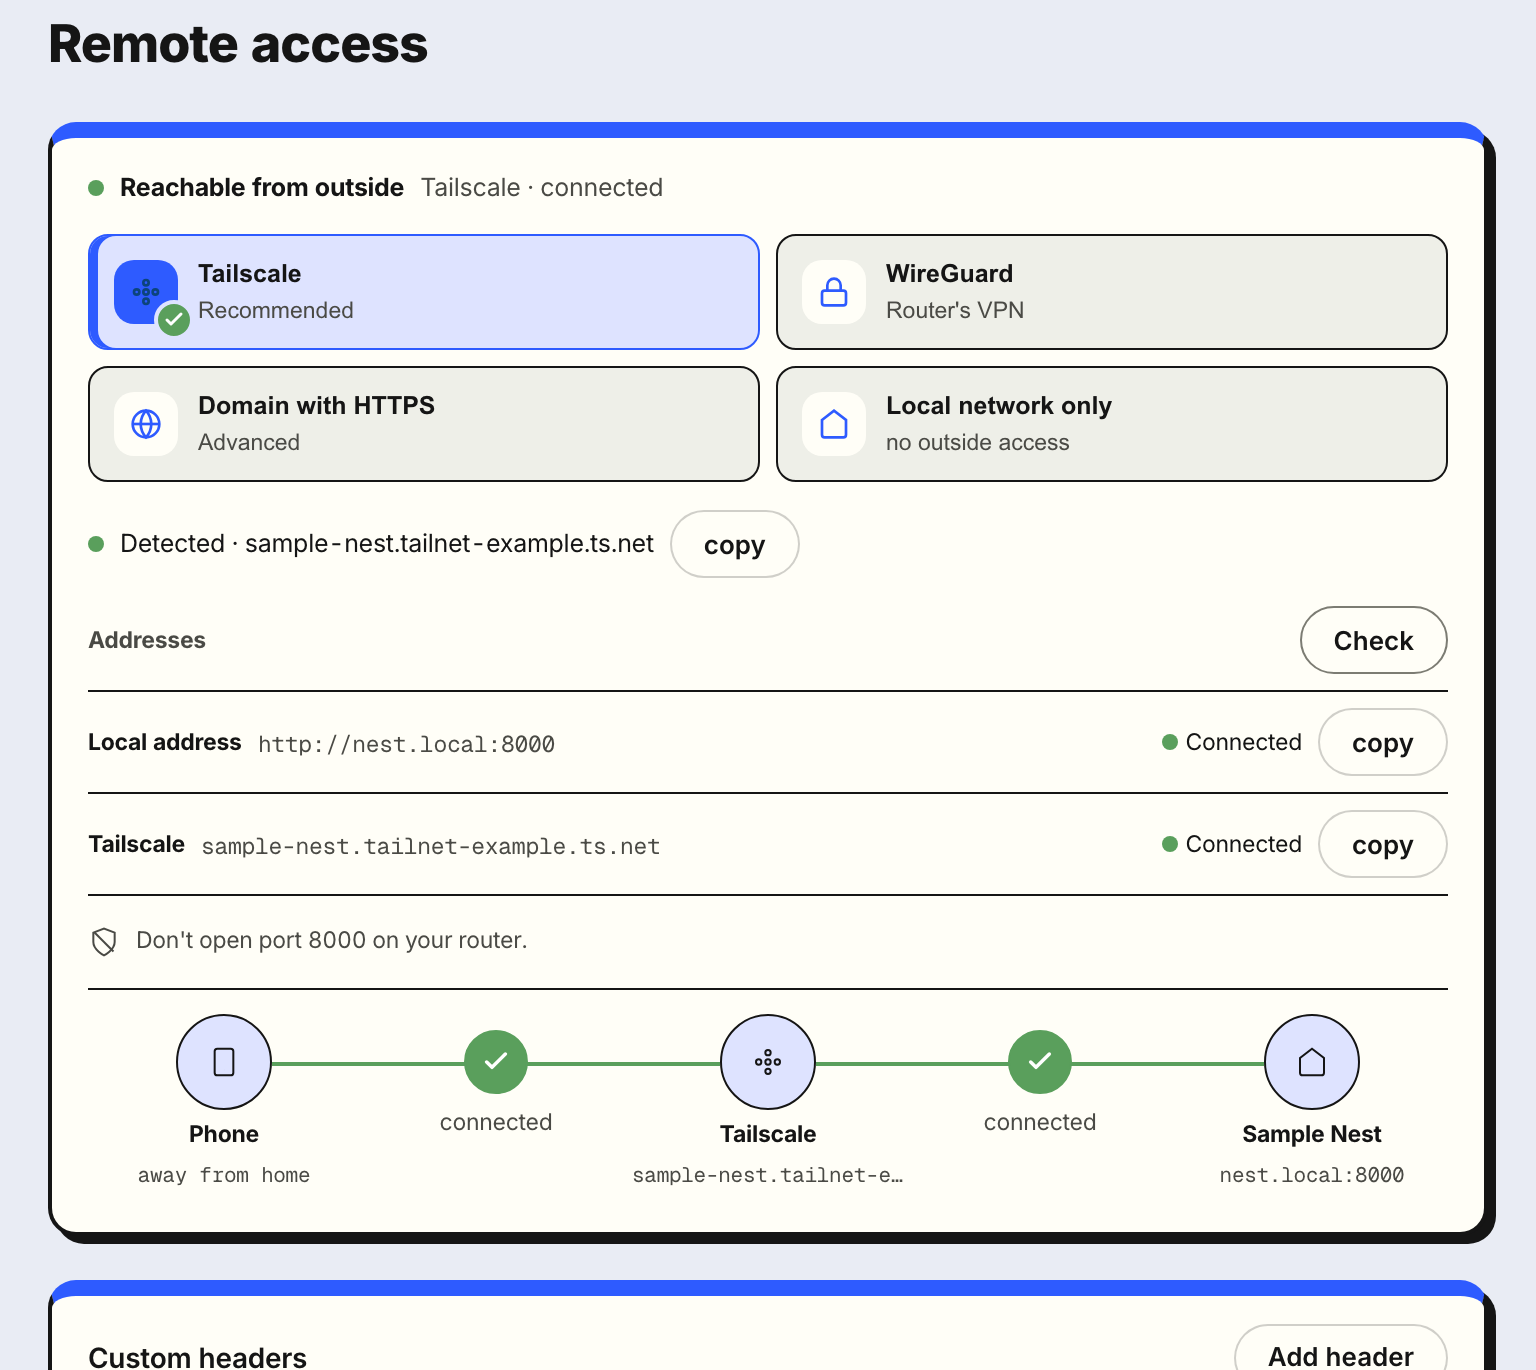 Remote access
Reachable from outside Tailscale · connected
Tailscale
Recommended
WireGuard
Router's VPN
Domain with HTTPS
Advanced
Local network only
no outside access
Detected · sample-nest.tailnet-example.ts.net copy
Addresses Check
Local address http://nest.local:8000 Connected copy
Tailscale sample-nest.tailnet-example.ts.net Connected copy
Don't open port 8000 on your router.
Phone
away from home
connected
Tailscale
sample-nest.tailnet-e…
connected
Sample Nest
nest.local:8000
Custom headers Add header